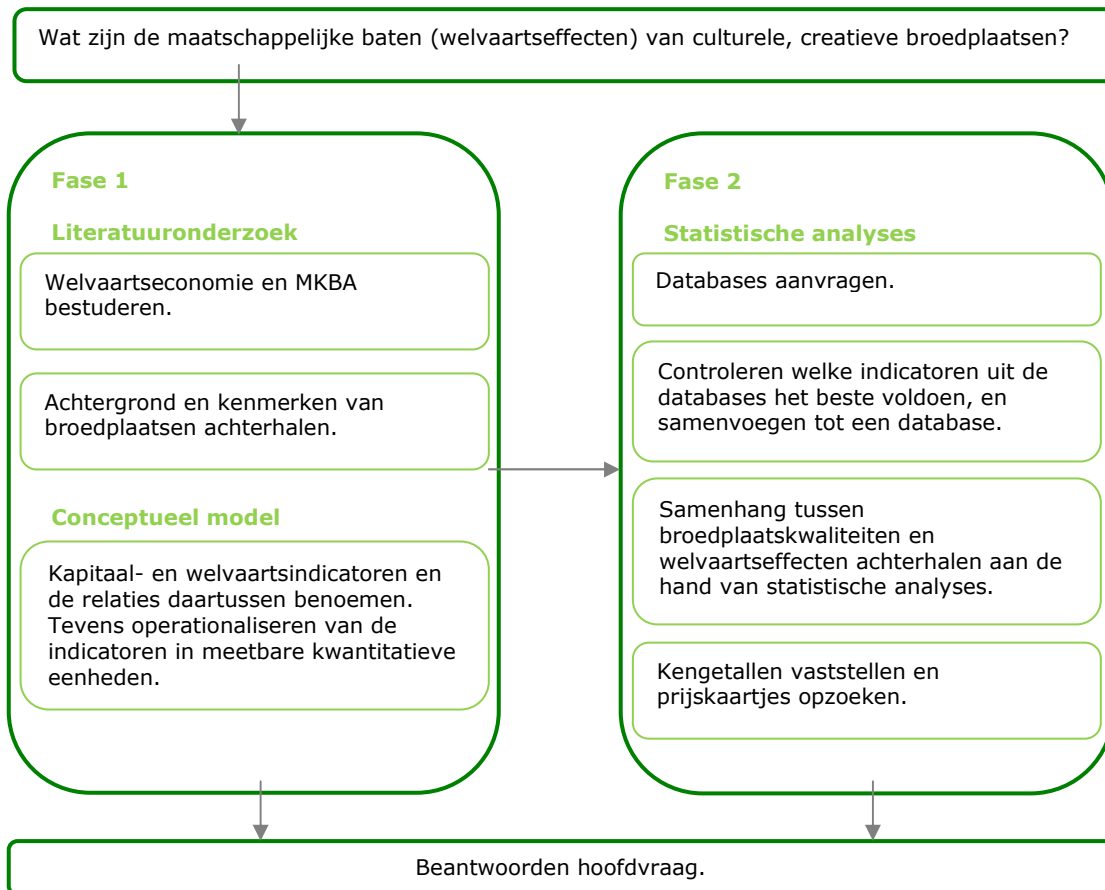 Wat zijn de maatschappelijke baten (welvaartseffecten) van culturele, creatieve broedplaatsen?
Fase 1
Literatuuronderzoek
Welvaartseconomie en MKBA
bestuderen.
Achtergrond en kenmerken van
broedplaatsen achterhalen.
Conceptueel model
Kapitaal- en welvaartsindicatoren en
de relaties daartussen benoemen.
Tevens operationaliseren van de
indicatoren in meetbare kwantitatieve
eenheden.
Fase 2
Statistische analyses
Databases aanvragen.
Controleren welke indicatoren uit de
databases het beste voldoen, en
samenvoegen tot een database.
Samenhang tussen
broedplaatskwaliteiten en
welvaartseffecten achterhalen aan de
hand van statistische analyses.
Kengetallen vaststellen en
prijskaartjes opzoeken.
Beantwoorden hoofdvraag.